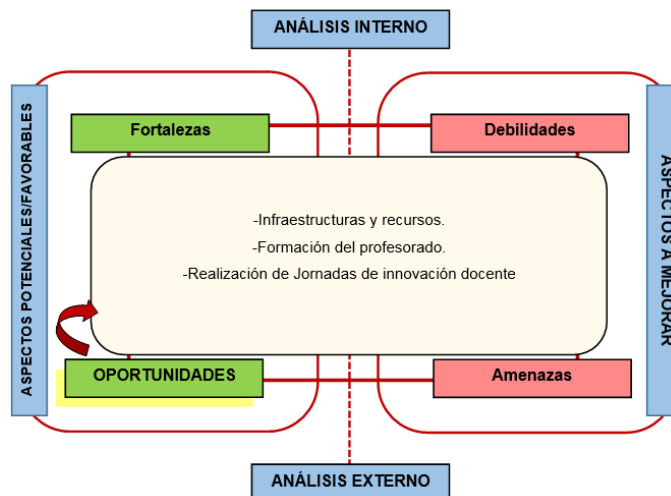 ANÁLISIS INTERNO
ASPECTOS POTENCIALES/FAVORABLES
Fortalezas
Debilidades
ASPECTOS A MEJORAR
-Infraestructuras y recursos.
-Formación del profesorado.
-Realización de Jornadas de innovación docente
OPORTUNIDADES
Amenazas
ANÁLISIS EXTERNO